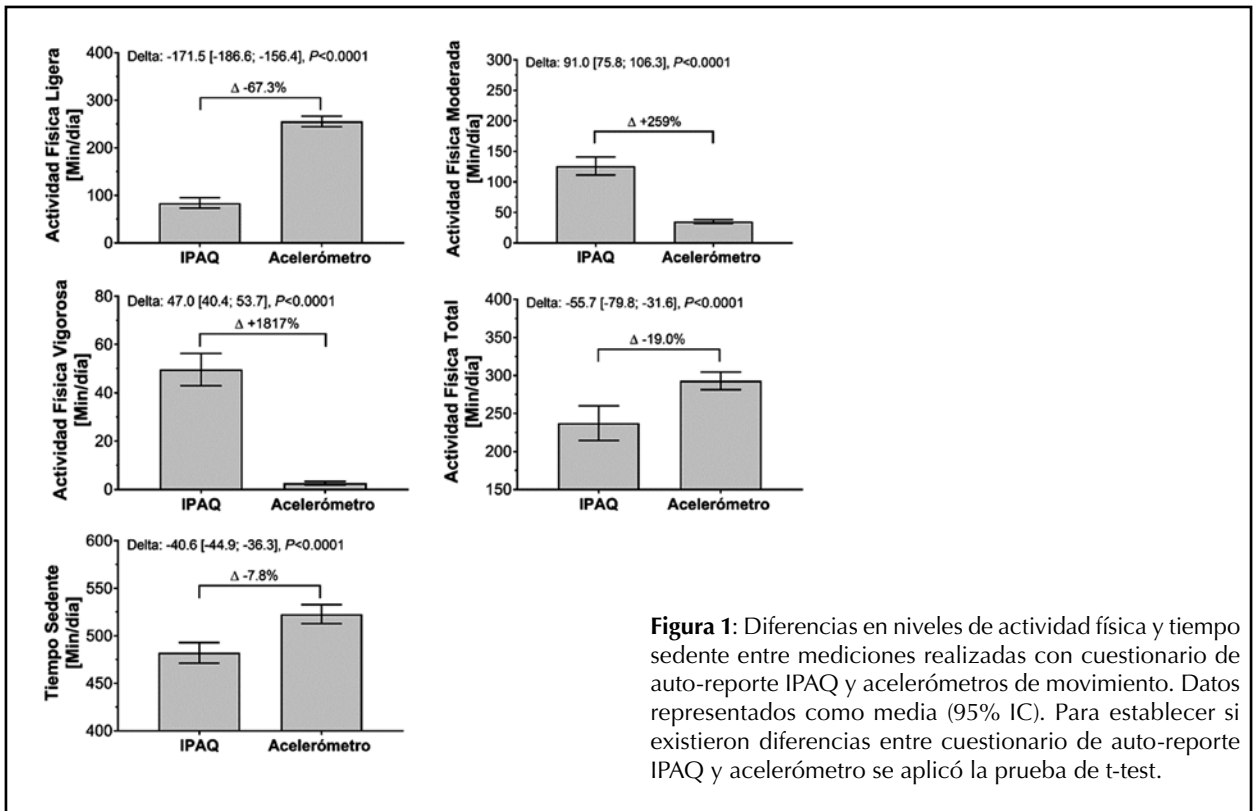 Actividad Física Ligera
[Min/día]
400
300
200
100
0
Delta: -171.5 [-186.6; -156.4], P<0.0001
Δ -67.3%
IPAQ
Acelerómetro
Actividad Física Moderada
[Min/día]
300
250
200
150
100
50
0
Delta: 91.0 [75.8; 106.3], P<0.0001
Δ +259%
IPAQ
Acelerómetro
Actividad Física Vigorosa
[Min/día]
80
60
40
20
0
Delta: 47.0 [40.4; 53.7], P<0.0001
Δ +1817%
IPAQ
Acelerómetro
Actividad Física Total
[Min/día]
400
350
300
250
200
150
Delta: -55.7 [-79.8; -31.6], P<0.0001
Δ -19.0%
IPAQ
Acelerómetro
Tiempo Sedente
[Min/día]
600
550
500
450
400
Delta: -40.6 [-44.9; -36.3], P<0.0001
Δ -7.8%
IPAQ
Acelerómetro
Figura 1: Diferencias en niveles de actividad física y tiempo
sedente entre mediciones realizadas con cuestionario de
auto-reporte IPAQ y acelerómetros de movimiento. Datos
representados como media (95% IC). Para establecer si
existieron diferencias entre cuestionario de auto-reporte
IPAQ y acelerómetro se aplicó la prueba de t-test.